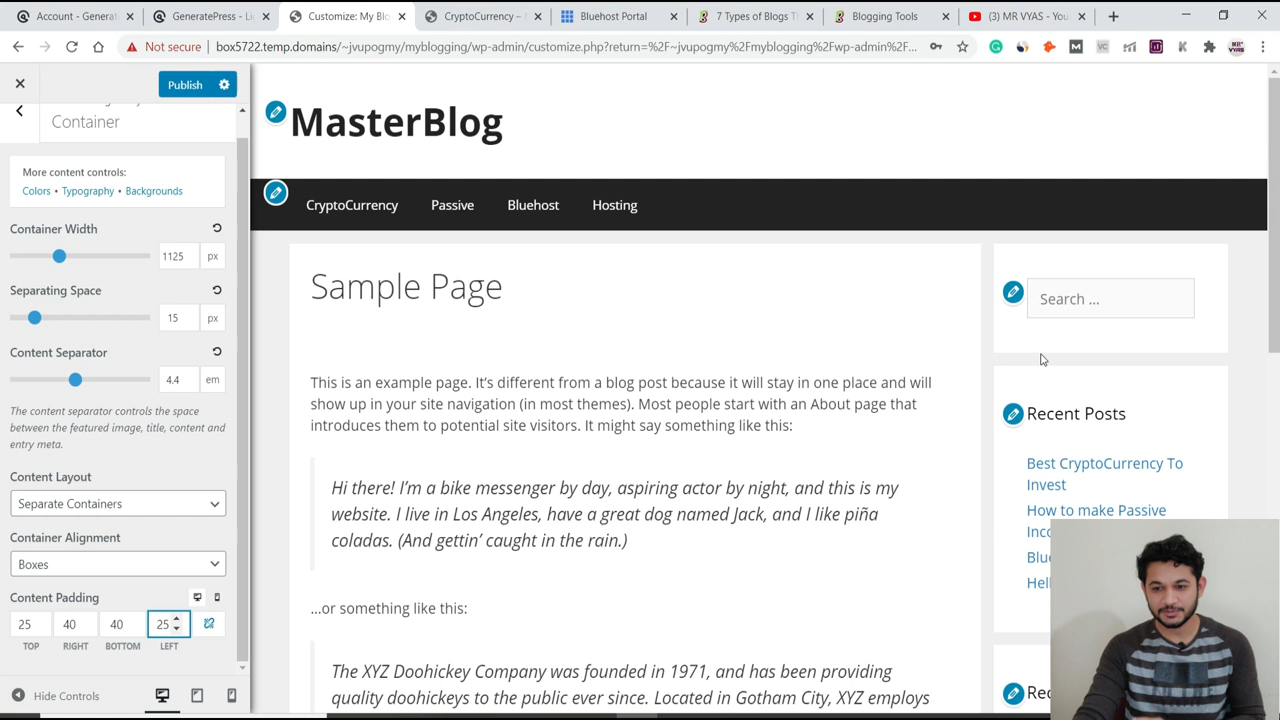 Account - Generate
GeneratePress - Li
Customize: My Blo
CryptoCurrency –
Bluehost Portal
7 Types of Blogs T
Blogging Tools
(3) MR VYAS - You
Not secure
box5722.temp.domains/~jvupogmy/myblogging/wp-admin/customize.php?return=%2F~jvupogmy%2Fmyblogging%2Fwp-admin%2F...
Publish
Container
More content controls:
Colors • Typography • Backgrounds
Container Width
1125 px
Separating Space
15 px
Content Separator
4.4 em
The content separator controls the space
between the featured image, title, content and
entry meta.
Content Layout
Separate Containers
Container Alignment
Boxes
Content Padding
25 40 40 25
TOP RIGHT BOTTOM LEFT
Hide Controls
MasterBlog
CryptoCurrency Passive Bluehost Hosting
Sample Page
This is an example page. It's different from a blog post because it will stay in one place and will
show up in your site navigation (in most themes). Most people start with an About page that
introduces them to potential site visitors. It might say something like this:
Hi there! I'm a bike messenger by day, aspiring actor by night, and this is my
website. I live in Los Angeles, have a great dog named Jack, and I like piña
coladas. (And gettin' caught in the rain.)
…or something like this:
The XYZ Doohickey Company was founded in 1971, and has been providing
quality doohickeys to the public ever since. Located in Gotham City, XYZ employs
Search …
Recent Posts
Best CryptoCurrency To
Invest
How to make Passive
Inco
Blue
Hell
Rec